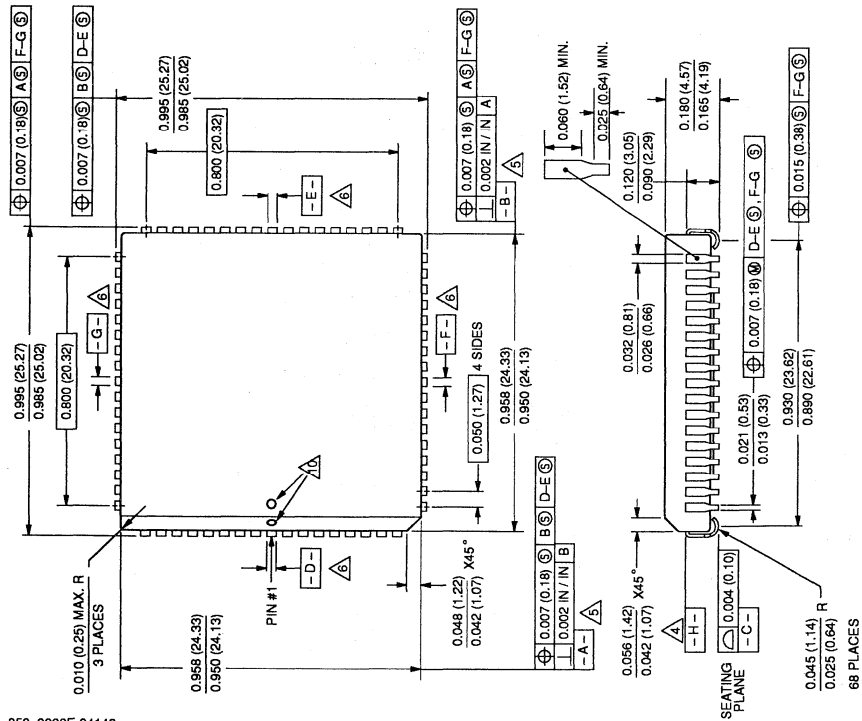 ⌖ 0.007 (0.18) Ⓢ A Ⓢ F–G Ⓢ
⌖ 0.007 (0.18) Ⓢ B Ⓢ D–E Ⓢ
0.995 (25.27)
0.985 (25.02)
0.800 (20.32)
– G –
6
0.995 (25.27)
0.985 (25.02)
0.800 (20.32)
– E –
6
0.010 (0.25) MAX. R
3 PLACES
PIN #1
– D –
6
10
– F –
6
0.050 (1.27) 4 SIDES
0.958 (24.33)
0.950 (24.13)
0.958 (24.33)
0.950 (24.13)
0.048 (1.22)
0.042 (1.07) X45°
⌖ 0.007 (0.18) Ⓢ B Ⓢ D–E Ⓢ
⊥ 0.002 IN / IN B
– A –
5
⌖ 0.007 (0.18) Ⓢ A Ⓢ F–G Ⓢ
⊥ 0.002 IN / IN A
– B –
5
0.060 (1.52) MIN.
0.025 (0.64) MIN.
0.120 (3.05)
0.090 (2.29)
0.180 (4.57)
0.165 (4.19)
0.032 (0.81)
0.026 (0.66)
⌖ 0.007 (0.18) Ⓜ D–E Ⓢ, F–G Ⓢ
0.021 (0.53)
0.013 (0.33)
0.930 (23.62)
0.890 (22.61)
⌖ 0.015 (0.38) Ⓢ F–G Ⓢ
0.056 (1.42)
0.042 (1.07) X45°
4
– H –
⌓ 0.004 (0.10)
– C –
SEATING
PLANE
0.045 (1.14)
0.025 (0.64) R
68 PLACES